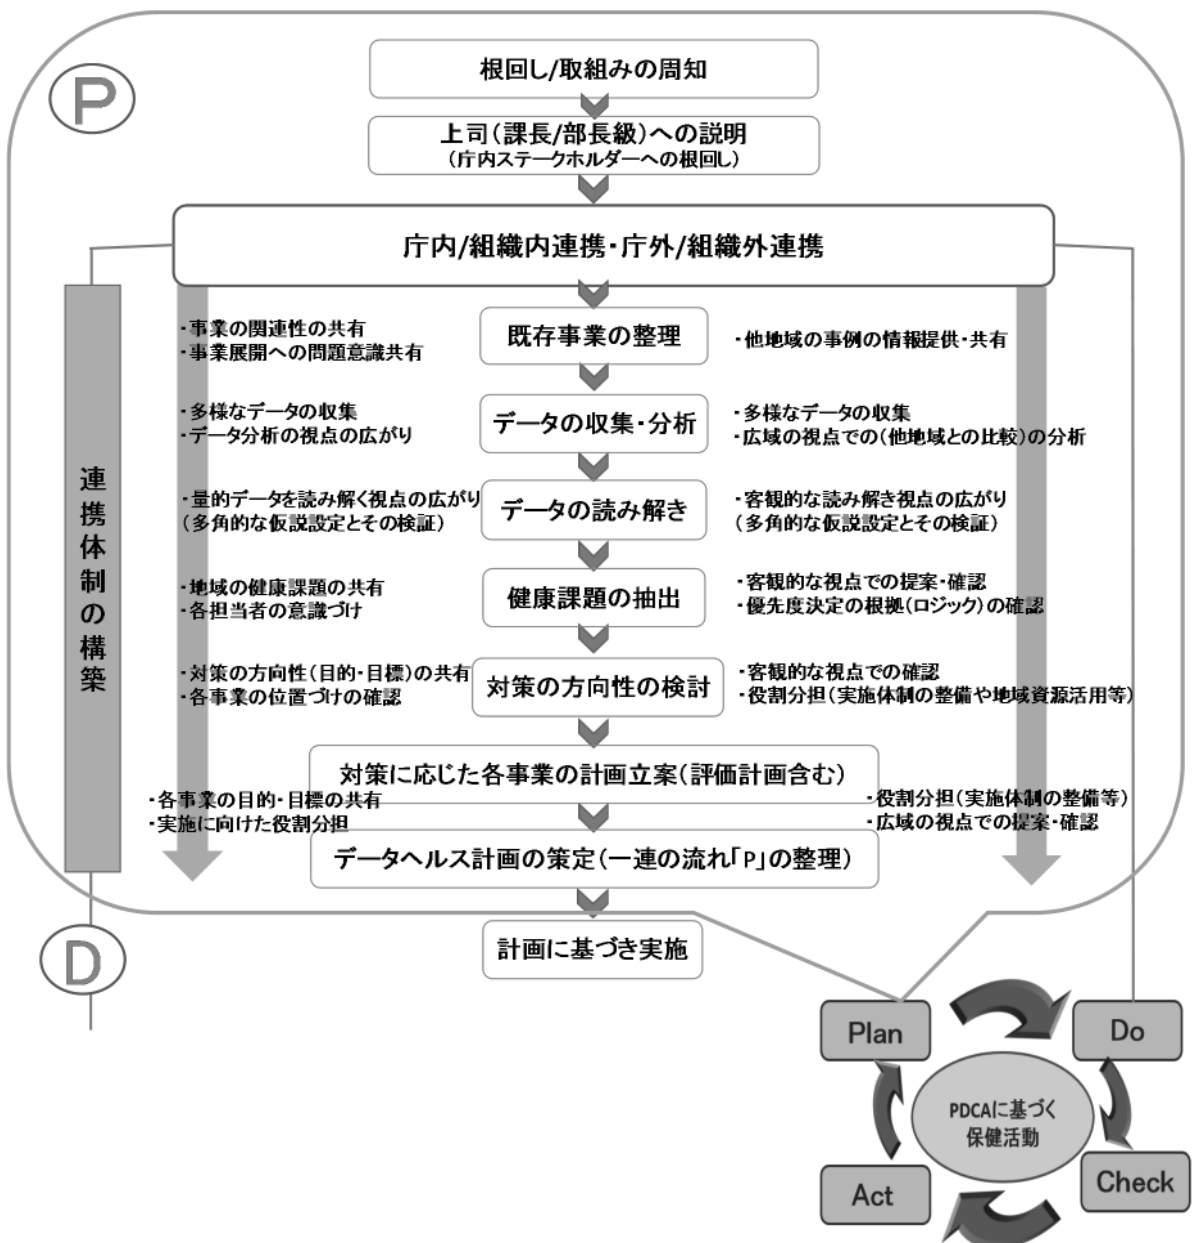 P
根回し/取組みの周知
上司（課長/部長級）への説明
（庁内ステークホルダーへの根回し）
庁内/組織内連携・庁外/組織外連携
連携体制の構築
・事業の関連性の共有
・事業展開への問題意識共有
既存事業の整理
・他地域の事例の情報提供・共有
・多様なデータの収集
・データ分析の視点の広がり
データの収集・分析
・多様なデータの収集
・広域の視点での（他地域との比較）の分析
・量的データを読み解く視点の広がり
（多角的な仮説設定とその検証）
データの読み解き
・客観的な読み解き視点の広がり
（多角的な仮説設定とその検証）
・地域の健康課題の共有
・各担当者の意識づけ
健康課題の抽出
・客観的な視点での提案・確認
・優先度決定の根拠（ロジック）の確認
・対策の方向性（目的・目標）の共有
・各事業の位置づけの確認
対策の方向性の検討
・客観的な視点での確認
・役割分担（実施体制の整備や地域資源活用等）
対策に応じた各事業の計画立案（評価計画含む）
・各事業の目的・目標の共有
・実施に向けた役割分担
・役割分担（実施体制の整備等）
・広域の視点での提案・確認
データヘルス計画の策定（一連の流れ「P」の整理）
D
計画に基づき実施
Plan
Do
PDCAに基づく
保健活動
Act
Check